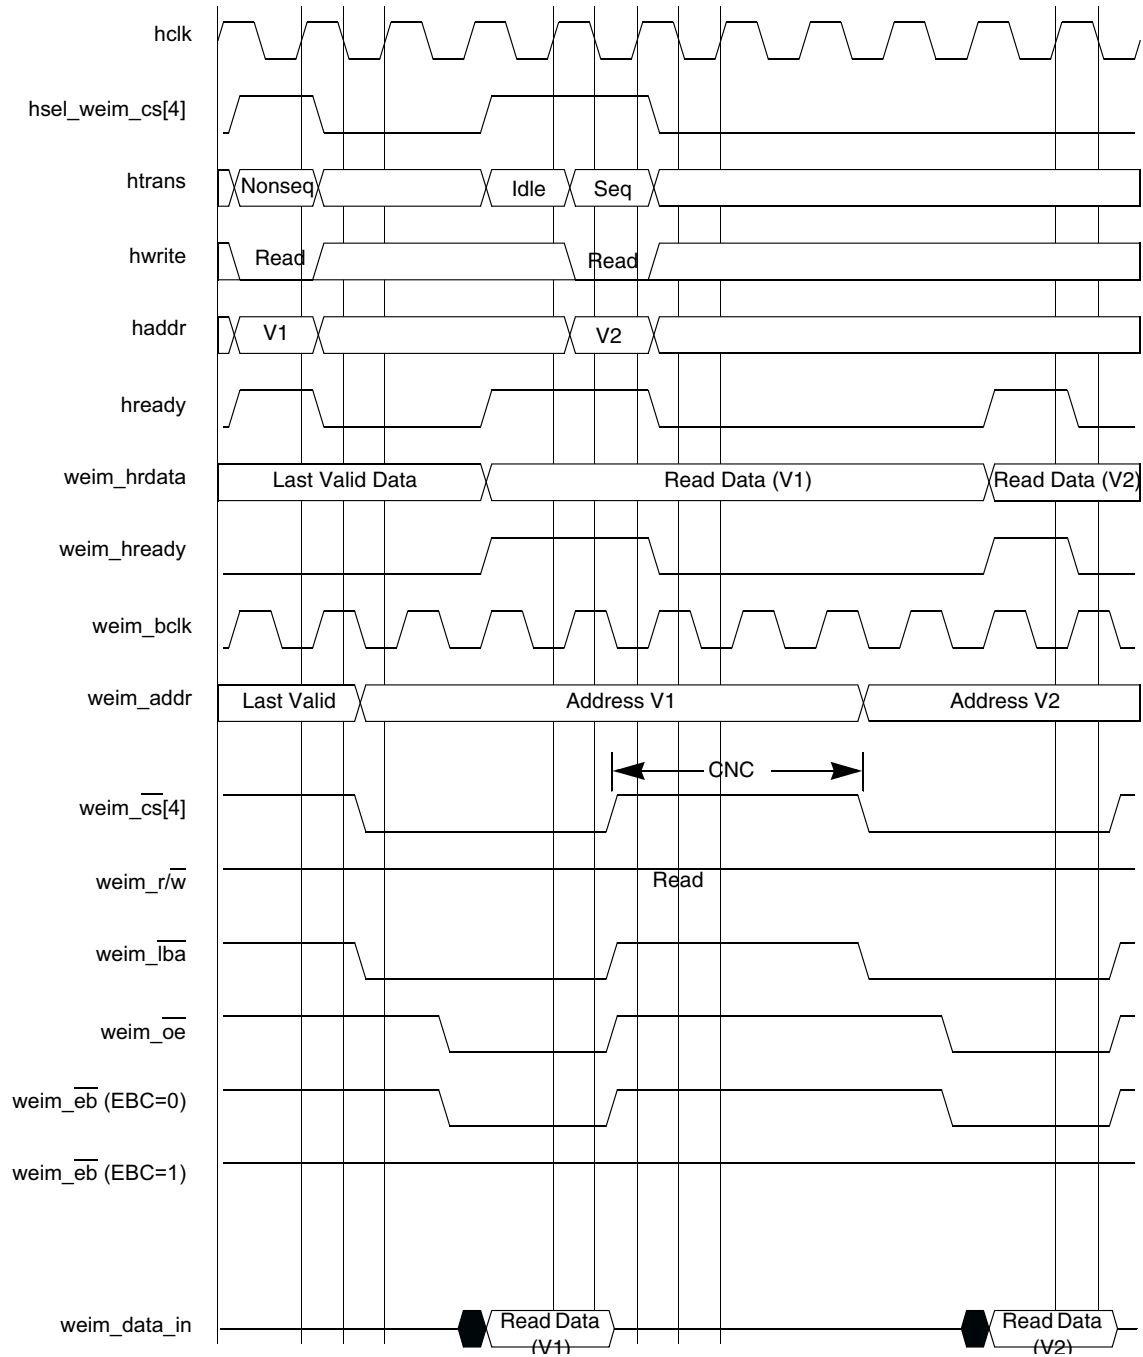 hclk
hsel_weim_cs[4]
htrans
Nonseq
Idle
Seq
hwrite
Read
Read
haddr
V1
V2
hready
weim_hrdata
Last Valid Data
Read Data (V1)
Read Data (V2)
weim_hready
weim_bclk
weim_addr
Last Valid
Address V1
Address V2
CNC
weim_cs[4]
weim_r/w
Read
weim_lba
weim_oe
weim_eb (EBC=0)
weim_eb (EBC=1)
weim_data_in
Read Data
(V1)
Read Data
(V2)